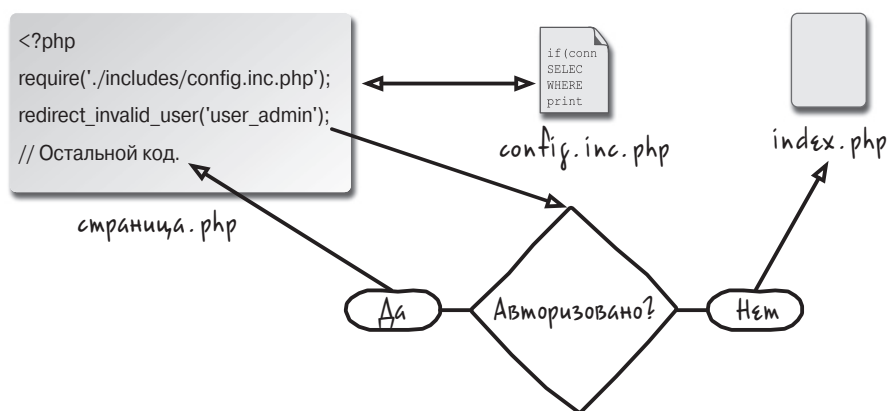 <?php
require('./includes/config.inc.php');
redirect_invalid_user('user_admin');
// Остальной код.
страница.php
if(conn
SELEC
WHERE
print
config.inc.php
index.php
Да
Авторизовано?
Нет